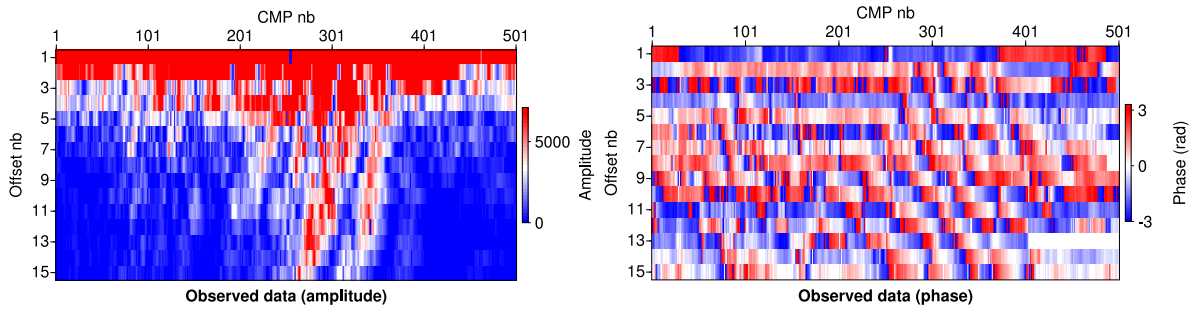 CMP nb
1 101 201 301 401 501
Offset nb
1
3
5
7
9
11
13
15
5000
0
Amplitude
Observed data (amplitude)
CMP nb
1 101 201 301 401 501
Offset nb
1
3
5
7
9
11
13
15
3
0
-3
Phase (rad)
Observed data (phase)